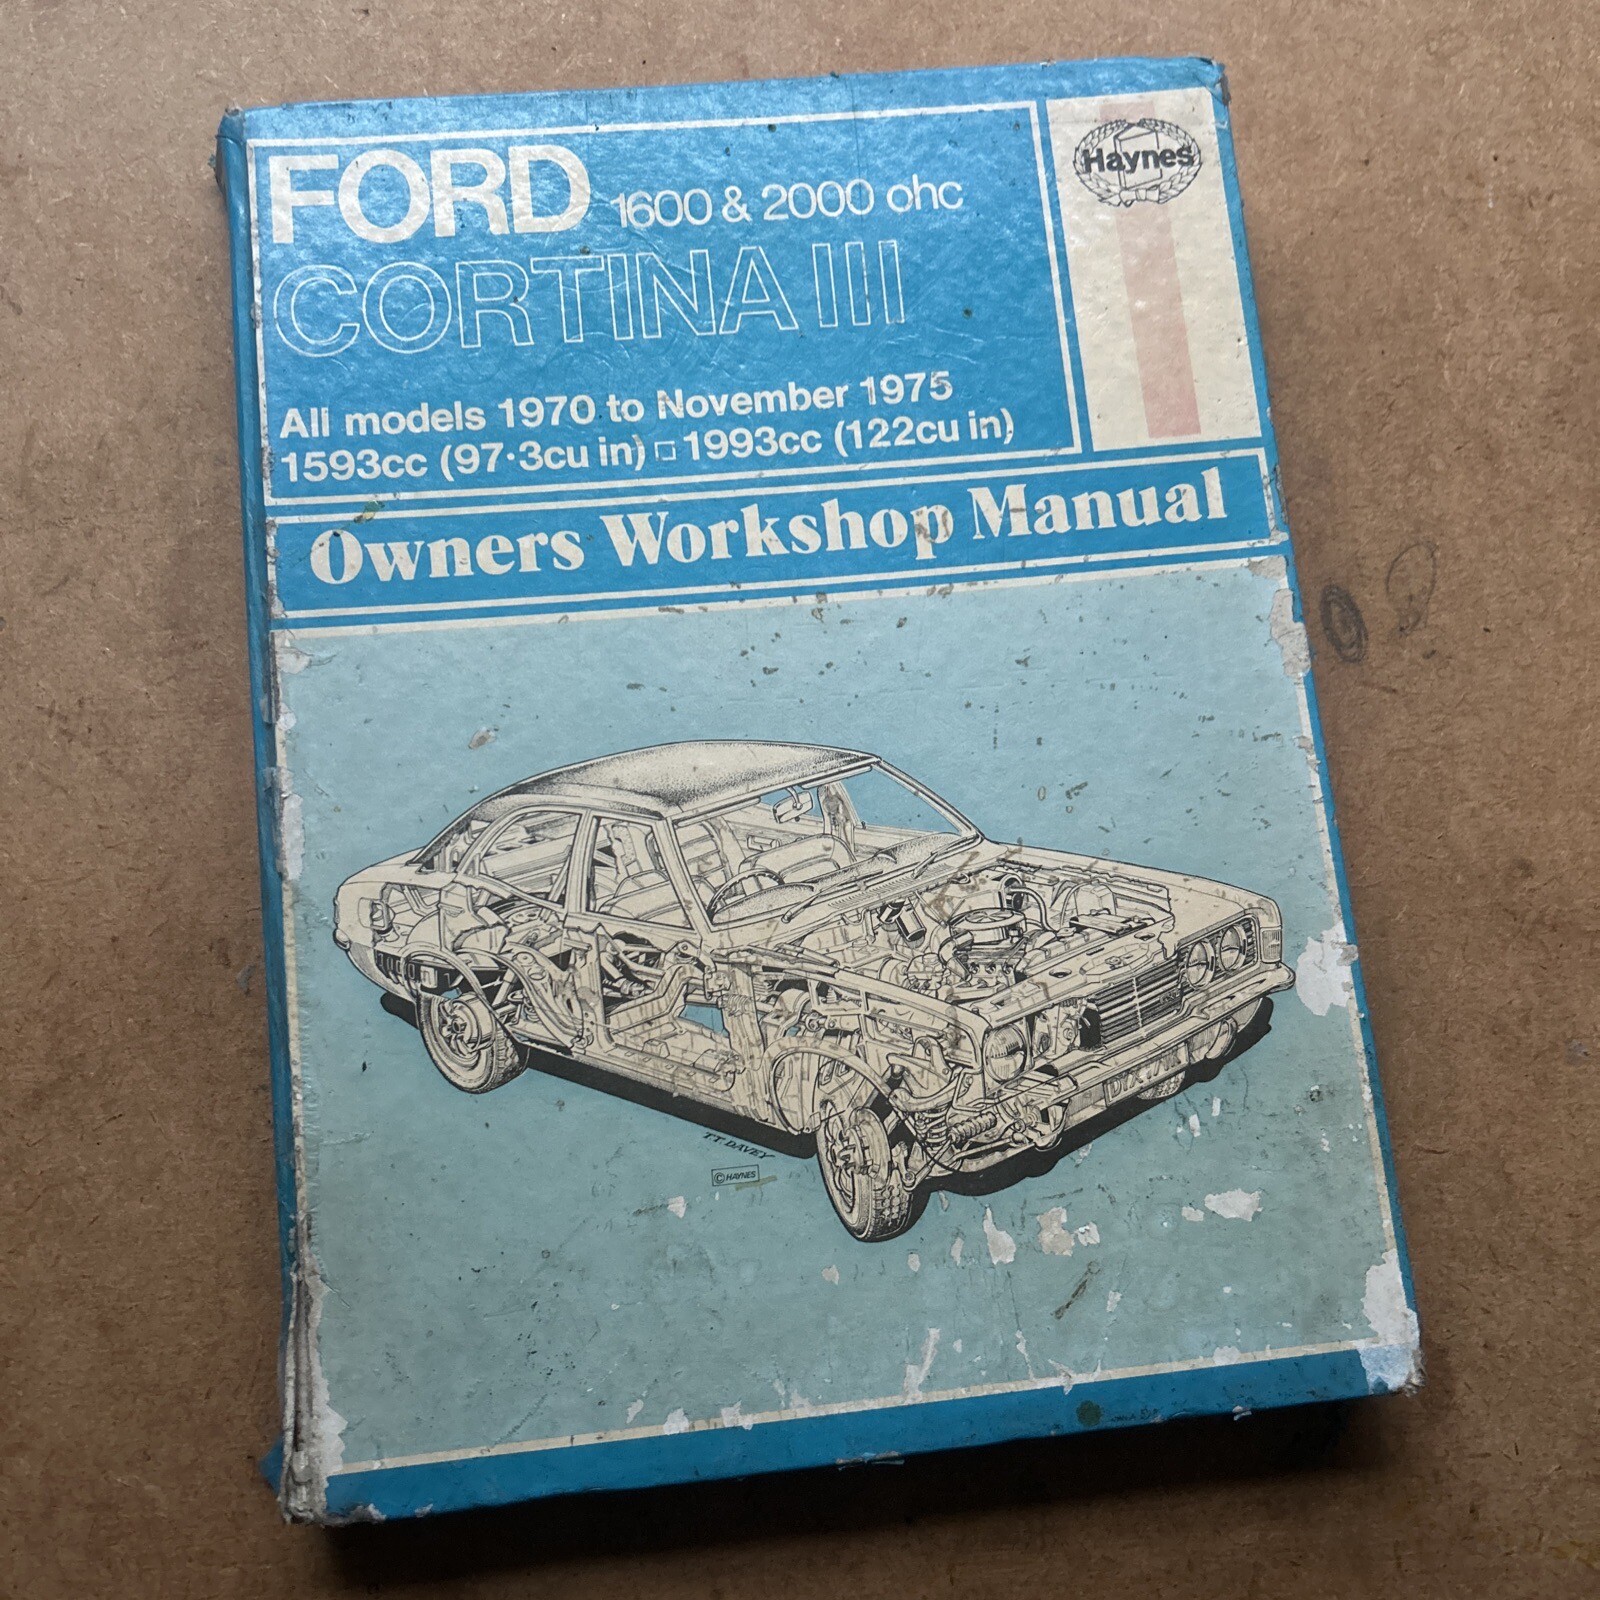 Haynes
FORD 1600 & 2000 ohc
CORTINA III
All models 1970 to November 1975
1593cc (97·3cu in) □ 1993cc (122cu in)
Owners Workshop Manual
T.T. DAVEY
© HAYNES